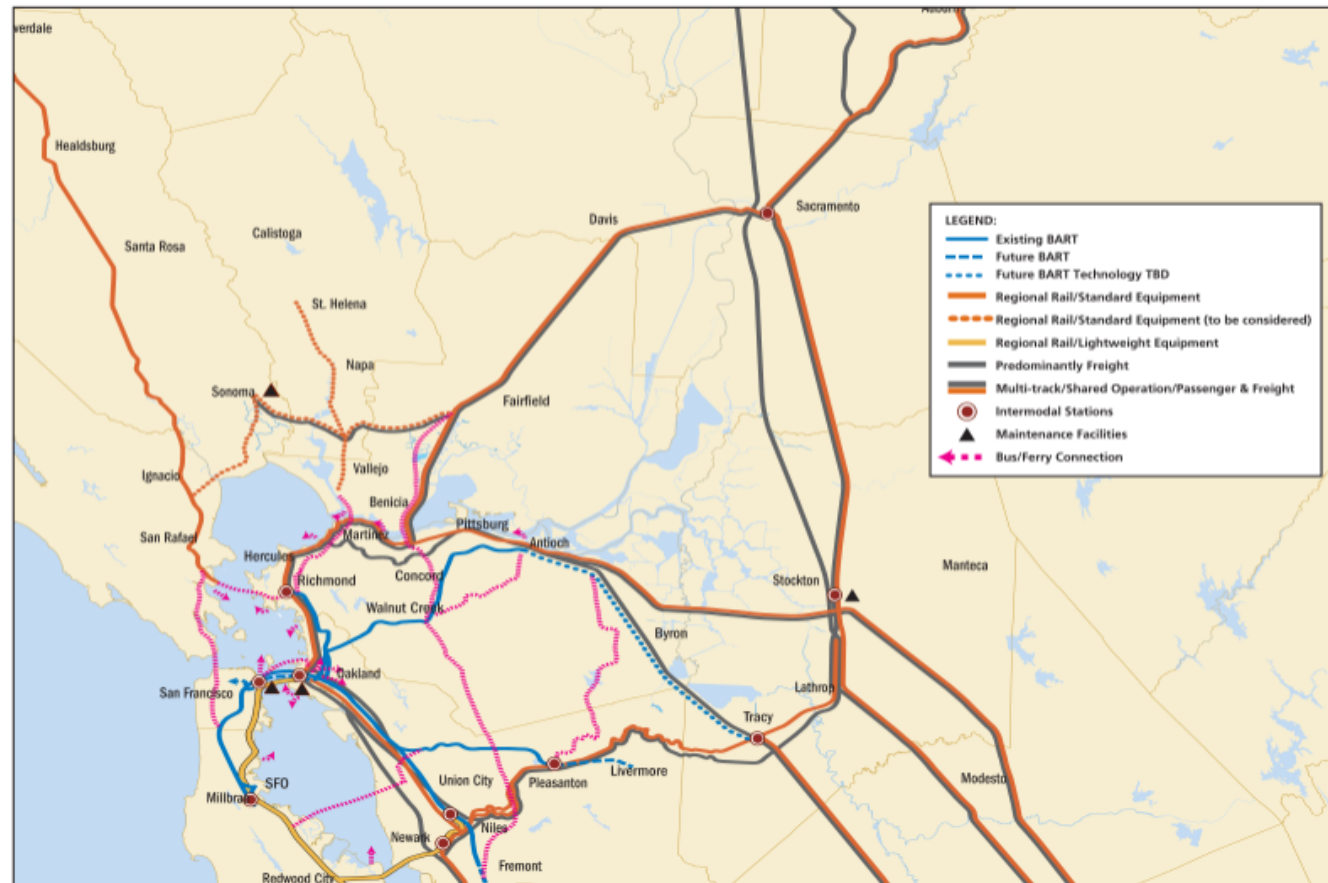 verdale
Auburn
Healdsburg
Sacramento
Davis
Calistoga
Santa Rosa
St. Helena
Napa
Sonoma
Fairfield
Vallejo
Ignacio
Benicia
Pittsburg
Martinez
San Rafael
Antioch
Hercules
Concord
Richmond
Stockton
Manteca
Walnut Creek
Byron
Oakland
San Francisco
Lathrop
Tracy
Livermore
Pleasanton
Union City
SFO
Millbrae
Modesto
Niles
Newark
Fremont
Redwood City
LEGEND:
Existing BART
Future BART
Future BART Technology TBD
Regional Rail/Standard Equipment
Regional Rail/Standard Equipment (to be considered)
Regional Rail/Lightweight Equipment
Predominantly Freight
Multi-track/Shared Operation/Passenger & Freight
Intermodal Stations
Maintenance Facilities
Bus/Ferry Connection